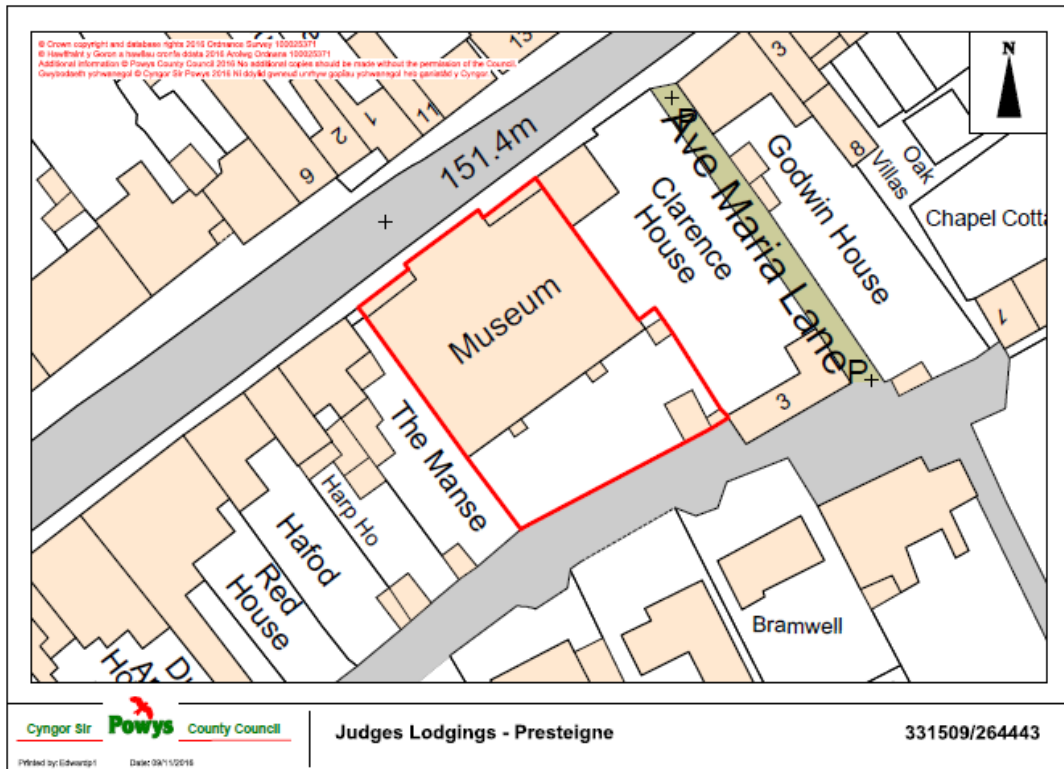 © Crown copyright and database rights 2016 Ordnance Survey 100025371
© Hawlfraint y Goron a hawliau cronfa ddata 2016 Arolwg Ordnans 100025371
Additional information © Powys County Council 2016 No additional copies should be made without the permission of the Council.
Gwybodaeth ychwanegol © Cyngor Sir Powys 2016 Ni ddylid gwneud unrhyw gopïau ychwanegol heb ganiatâd y Cyngor.
N
13
11
1
2
6
151.4m
3
8
Oak
Villas
Chapel Cotta
Ave Maria Lane
Godwin House
Clarence
House
Museum
7
3
The Manse
Harp Ho
Hafod
Red
House
Bramwell
Cyngor Sir Powys County Council
Judges Lodgings - Presteigne
331509/264443
Printed by: Edwardp1
Date: 09/11/2016